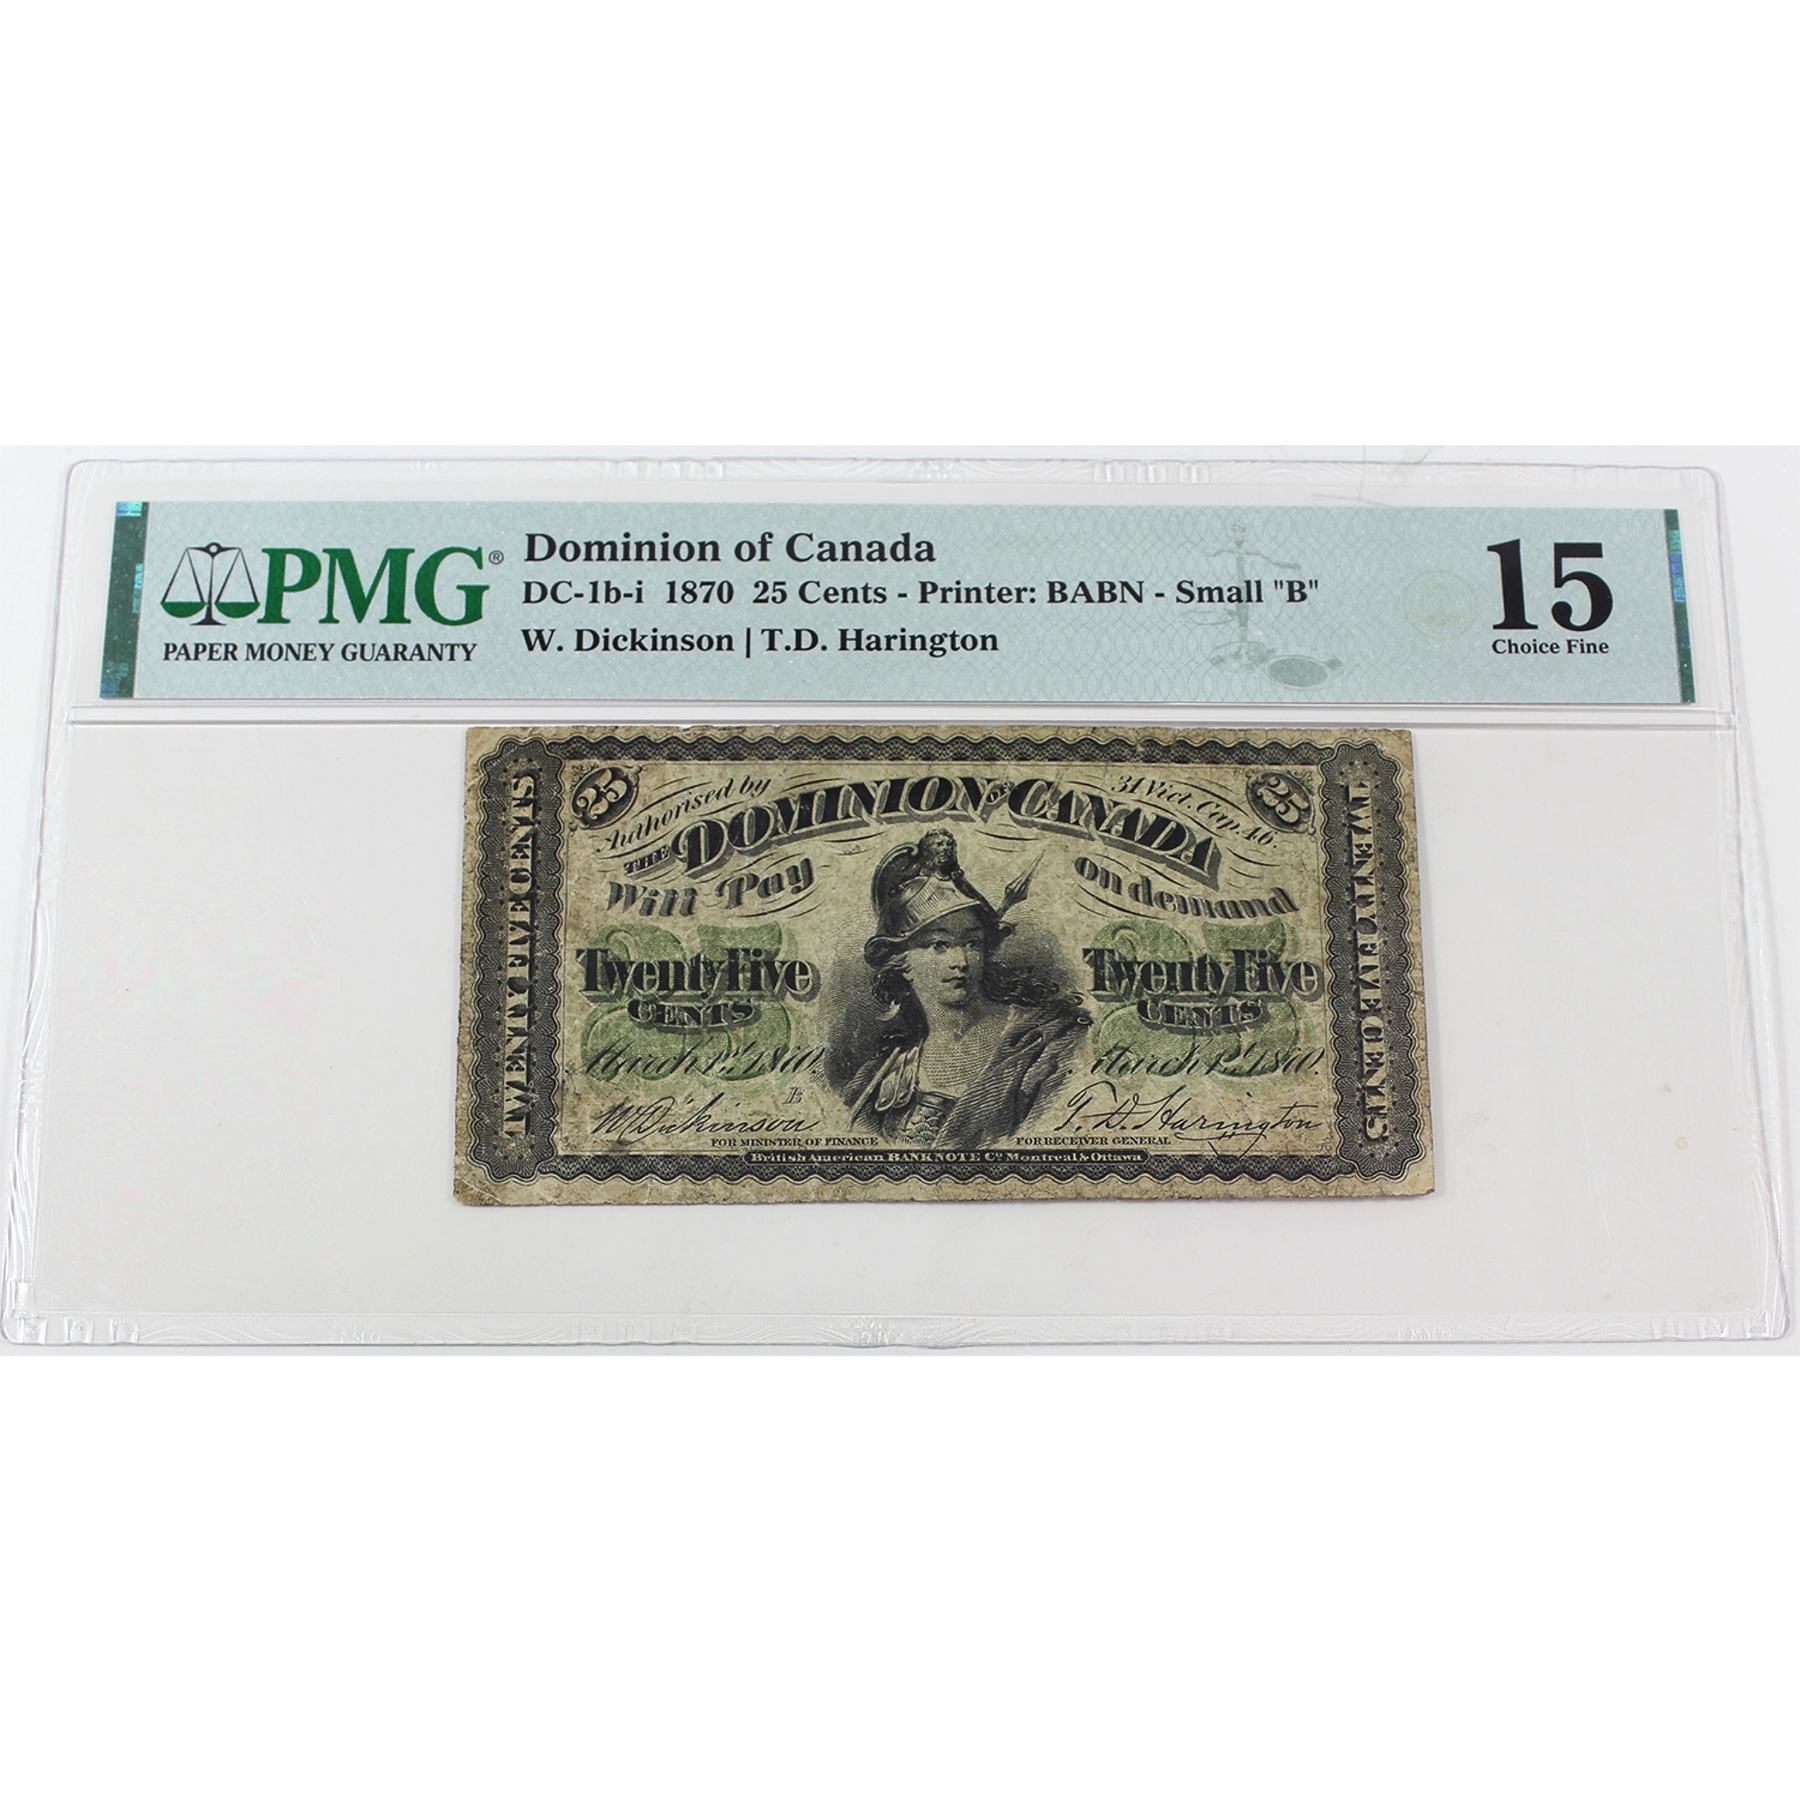 PMG®
PAPER MONEY GUARANTY
Dominion of Canada
DC-1b-i 1870 25 Cents - Printer: BABN - Small "B"
W. Dickinson | T.D. Harington
15
Choice Fine
25
Authorised by
31 Vict. Cap. 46.
25
THE DOMINION OF CANADA
Will Pay
on demand
TWENTY FIVE CENTS
TWENTY FIVE CENTS
25
Twenty Five
CENTS
25
Twenty Five
CENTS
March 1st, 1870.
March 1st, 1870.
B
W Dickinson
T. D. Harington
FOR MINISTER OF FINANCE
FOR RECEIVER GENERAL
British American BANK NOTE Co. Montreal & Ottawa